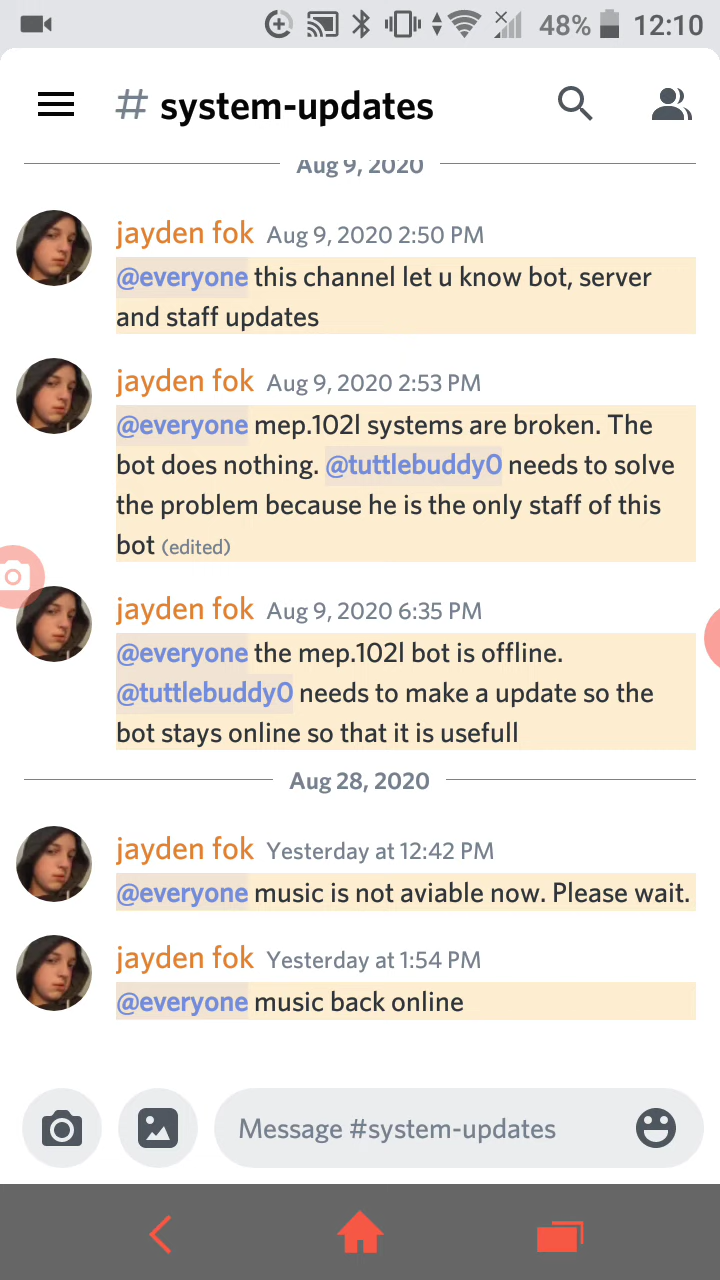 48% 12:10
# system-updates
Aug 9, 2020
jayden fok Aug 9, 2020 2:50 PM
@everyone this channel let u know bot, server
and staff updates
jayden fok Aug 9, 2020 2:53 PM
@everyone mep.102l systems are broken. The
bot does nothing. @tuttlebuddy0 needs to solve
the problem because he is the only staff of this
bot (edited)
jayden fok Aug 9, 2020 6:35 PM
@everyone the mep.102l bot is offline.
@tuttlebuddy0 needs to make a update so the
bot stays online so that it is usefull
Aug 28, 2020
jayden fok Yesterday at 12:42 PM
@everyone music is not aviable now. Please wait.
jayden fok Yesterday at 1:54 PM
@everyone music back online
Message #system-updates